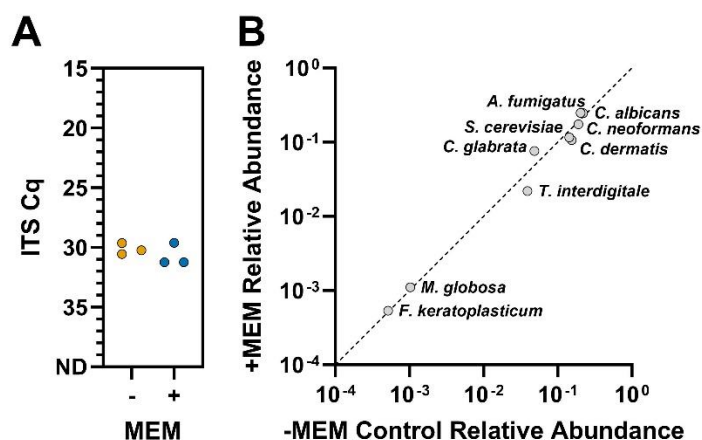 A
15
20
25
30
35
ND
ITS Cq
- +
MEM
B
10⁰
10⁻¹
10⁻²
10⁻³
10⁻⁴
+MEM Relative Abundance
A. fumigatus
C. albicans
S. cerevisiae
C. neoformans
C. glabrata
C. dermatis
T. interdigitale
M. globosa
F. keratoplasticum
10⁻⁴ 10⁻³ 10⁻² 10⁻¹ 10⁰
-MEM Control Relative Abundance